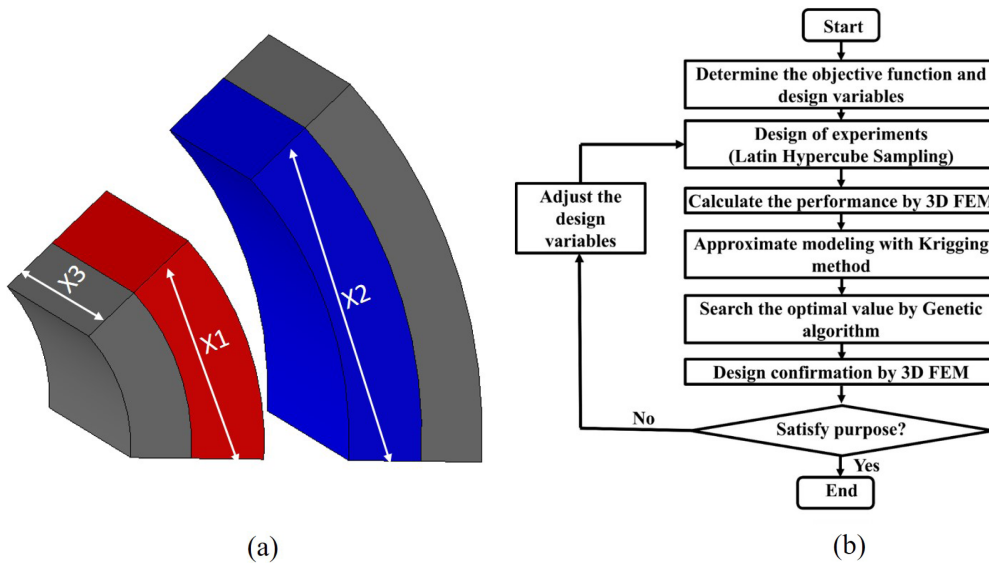 X3
X1
X2
(a)
Start
Determine the objective function and
design variables
Design of experiments
(Latin Hypercube Sampling)
Calculate the performance by 3D FEM
Adjust the
design
variables
Approximate modeling with Krigging
method
Search the optimal value by Genetic
algorithm
Design confirmation by 3D FEM
No
Satisfy purpose?
Yes
End
(b)